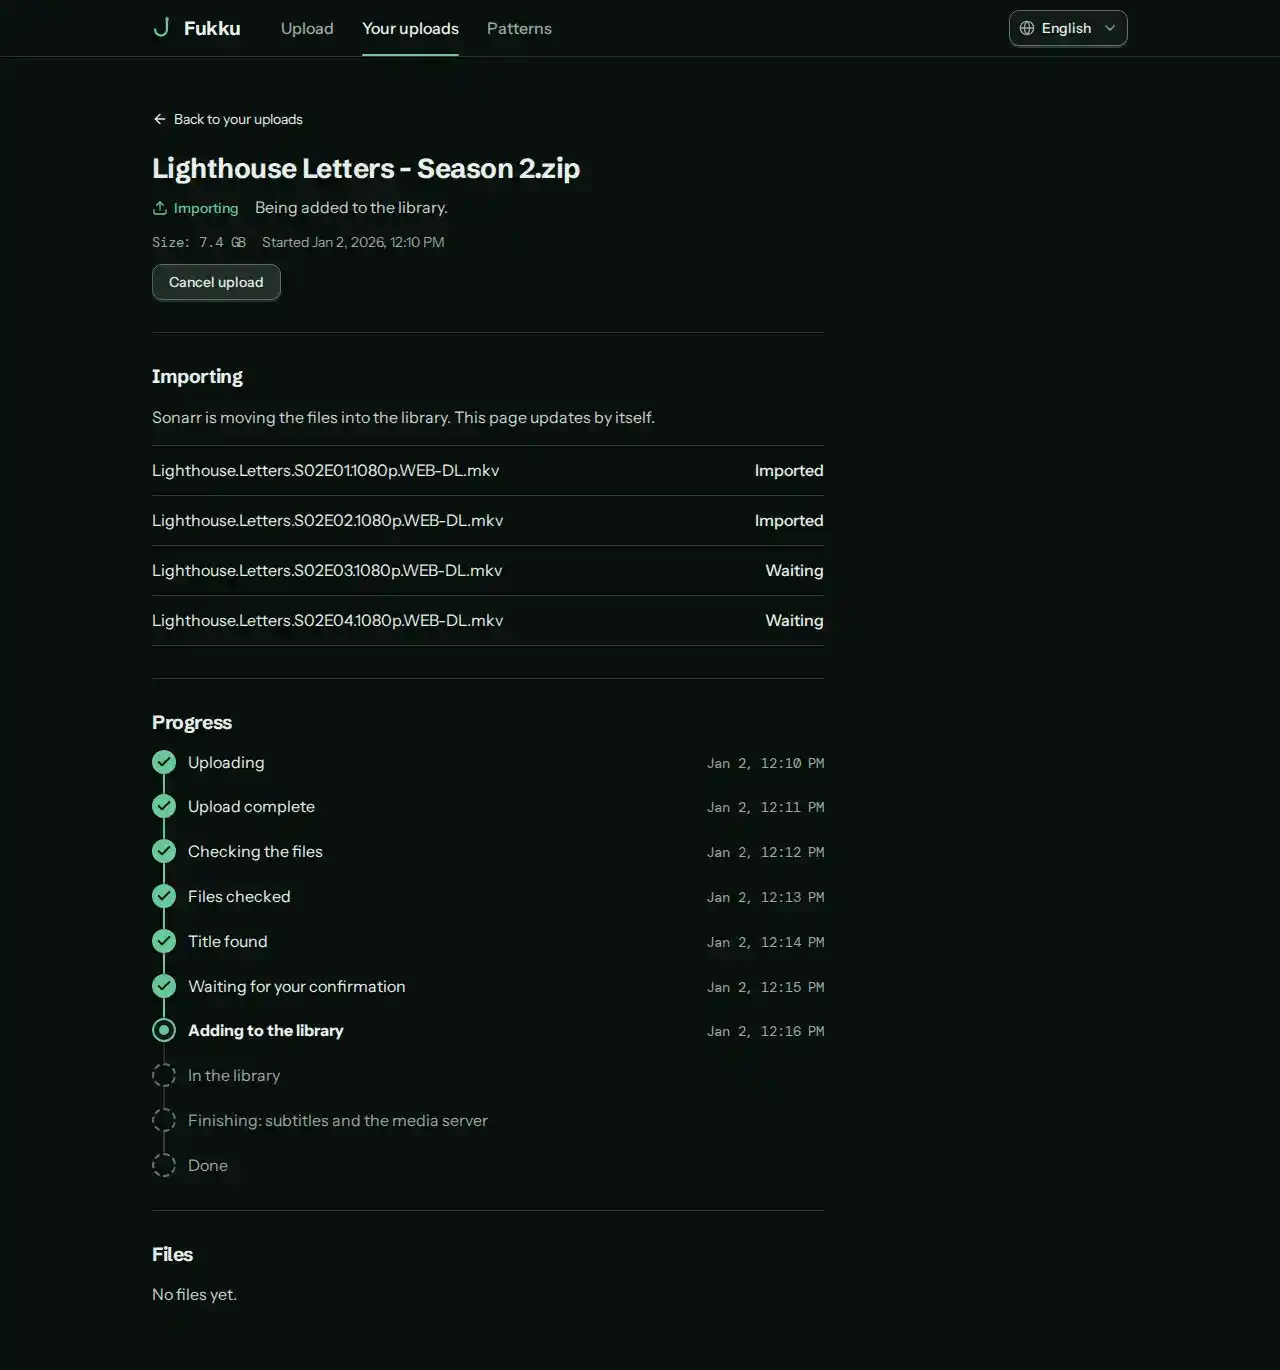 Fukku Upload Your uploads Patterns English
Back to your uploads
Lighthouse Letters - Season 2.zip
Importing Being added to the library.
Size: 7.4 GB Started Jan 2, 2026, 12:10 PM
Cancel upload
Importing
Sonarr is moving the files into the library. This page updates by itself.
Lighthouse.Letters.S02E01.1080p.WEB-DL.mkv Imported
Lighthouse.Letters.S02E02.1080p.WEB-DL.mkv Imported
Lighthouse.Letters.S02E03.1080p.WEB-DL.mkv Waiting
Lighthouse.Letters.S02E04.1080p.WEB-DL.mkv Waiting
Progress
Uploading Jan 2, 12:10 PM
Upload complete Jan 2, 12:11 PM
Checking the files Jan 2, 12:12 PM
Files checked Jan 2, 12:13 PM
Title found Jan 2, 12:14 PM
Waiting for your confirmation Jan 2, 12:15 PM
Adding to the library Jan 2, 12:16 PM
In the library
Finishing: subtitles and the media server
Done
Files
No files yet.